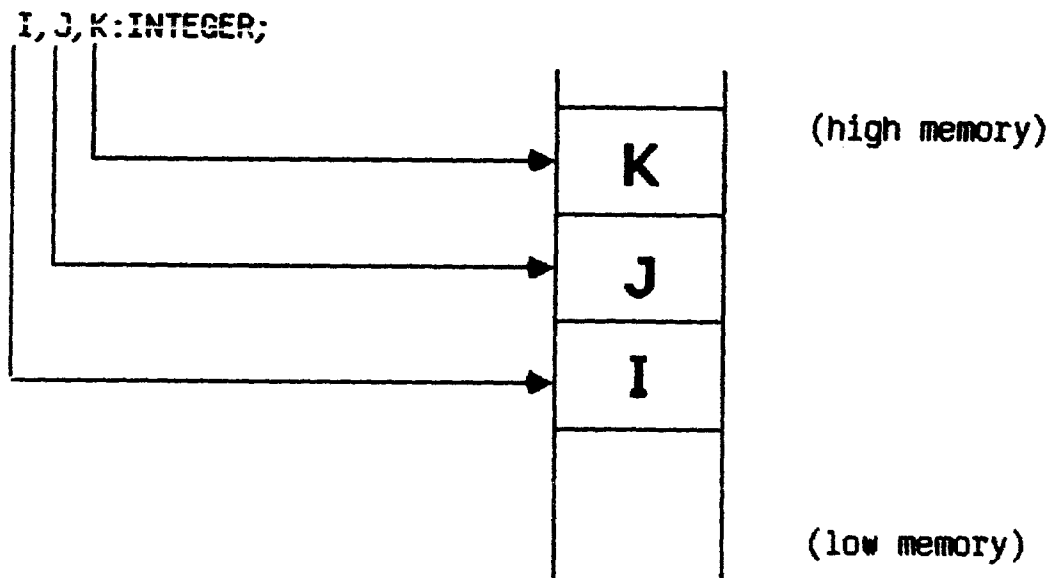 I,J,K:INTEGER;
(high memory)
K
J
I
(low memory)